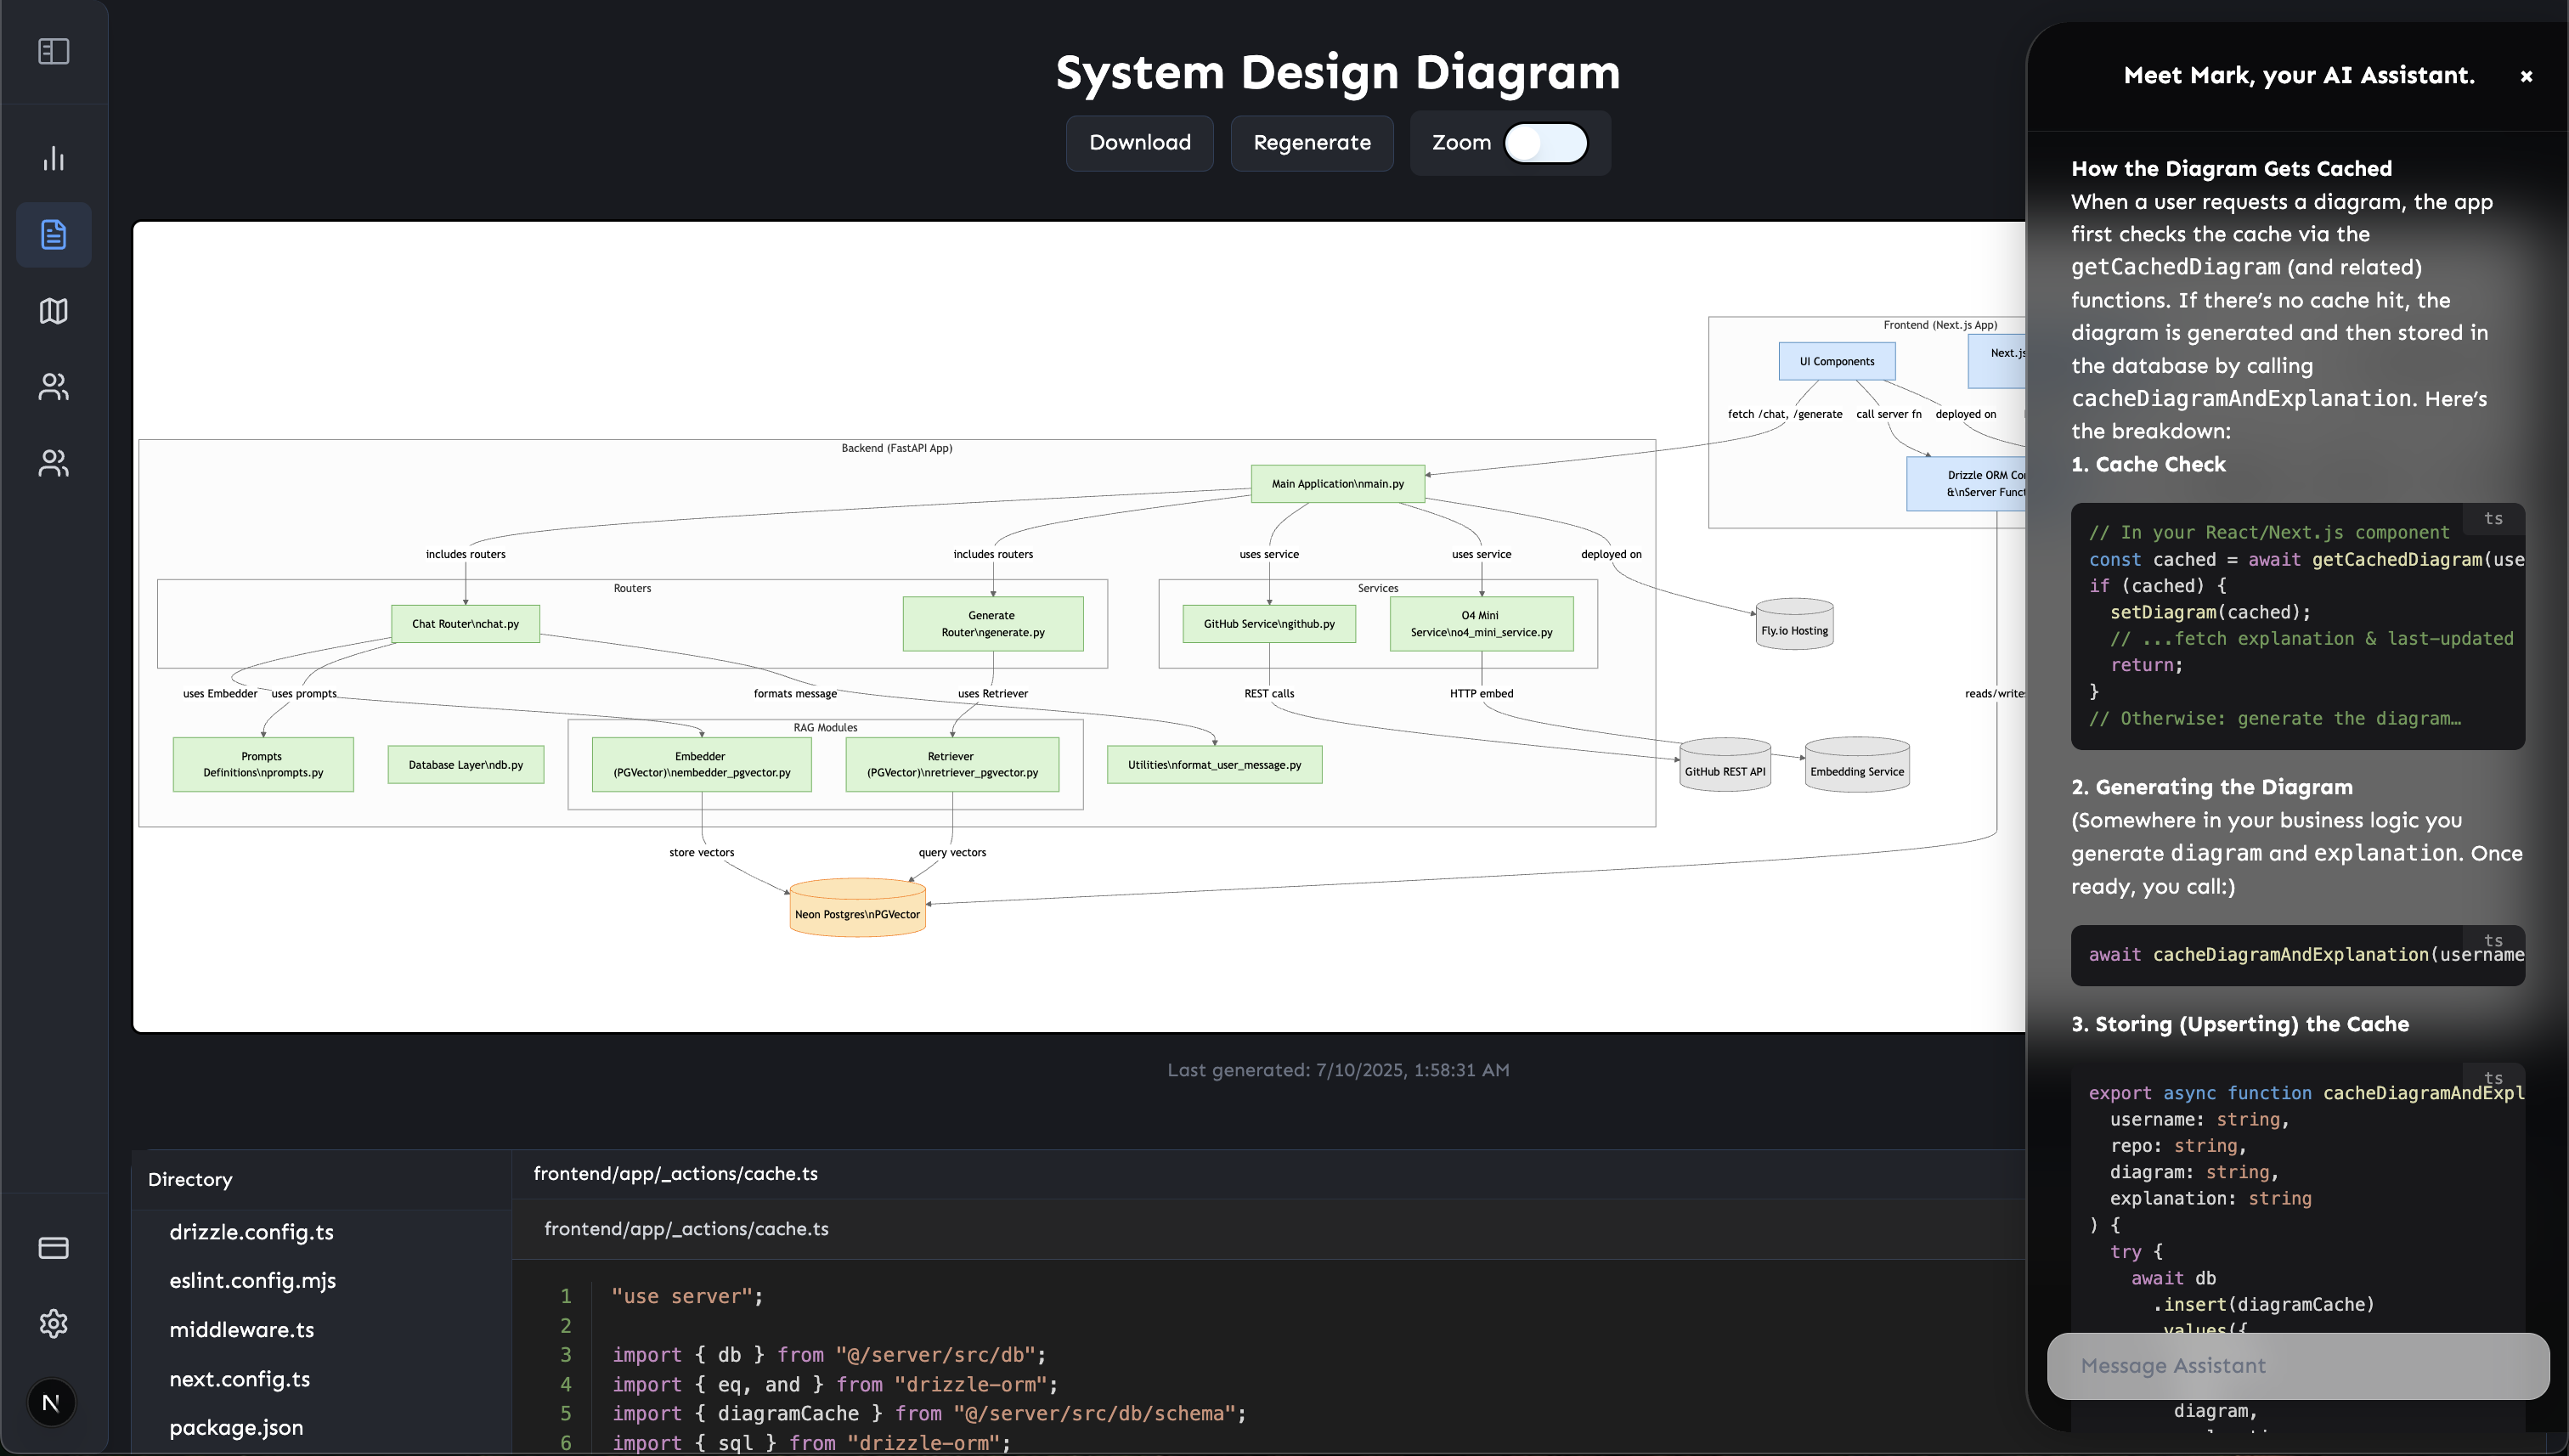 System Design Diagram
Download
Regenerate
Zoom
Frontend (Next.js App)
UI Components
Next.js
fetch /chat, /generate
call server fn
deployed on
Drizzle ORM
&\nServer
Backend (FastAPI App)
Main Application\nmain.py
includes routers
includes routers
uses service
uses service
deployed on
Routers
Services
Chat Router\nchat.py
Generate
Router\ngenerate.py
GitHub Service\ngithub.py
O4 Mini
Service\no4_mini_service.py
Fly.io Hosting
uses Embedder
uses prompts
formats message
uses Retriever
REST calls
HTTP embed
reads/writes
RAG Modules
Prompts
Definitions\nprompts.py
Database Layer\ndb.py
Embedder
(PGVector)\nembedder_pgvector.py
Retriever
(PGVector)\nretriever_pgvector.py
Utilities\nformat_user_message.py
GitHub REST API
Embedding Service
store vectors
query vectors
Neon Postgres\nPGVector
Last generated: 7/10/2025, 1:58:31 AM
Directory
drizzle.config.ts
eslint.config.mjs
middleware.ts
next.config.ts
package.json
N
frontend/app/_actions/cache.ts
frontend/app/_actions/cache.ts
1 "use server";
2
3 import { db } from "@/server/src/db";
4 import { eq, and } from "drizzle-orm";
5 import { diagramCache } from "@/server/src/db/schema";
6 import { sql } from "drizzle-orm";
Meet Mark, your AI Assistant.
×
How the Diagram Gets Cached
When a user requests a diagram, the app
first checks the cache via the
getCachedDiagram (and related)
functions. If there’s no cache hit, the
diagram is generated and then stored in
the database by calling
cacheDiagramAndExplanation. Here’s
the breakdown:
1. Cache Check
ts
// In your React/Next.js component
const cached = await getCachedDiagram(use
if (cached) {
setDiagram(cached);
// ...fetch explanation & last-updated
return;
}
// Otherwise: generate the diagram…
2. Generating the Diagram
(Somewhere in your business logic you
generate diagram and explanation. Once
ready, you call:)
ts
await cacheDiagramAndExplanation(username
3. Storing (Upserting) the Cache
ts
export async function cacheDiagramAndExpl
username: string,
repo: string,
diagram: string,
explanation: string
) {
try {
await db
.insert(diagramCache)
.values({
Message Assistant
diagram,